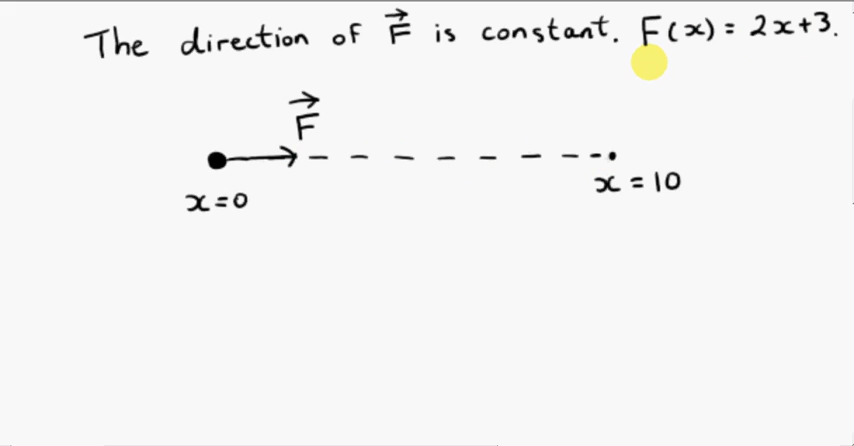 The direction of F⃗ is constant. F(x) = 2x+3.
F⃗
x=0
x = 10